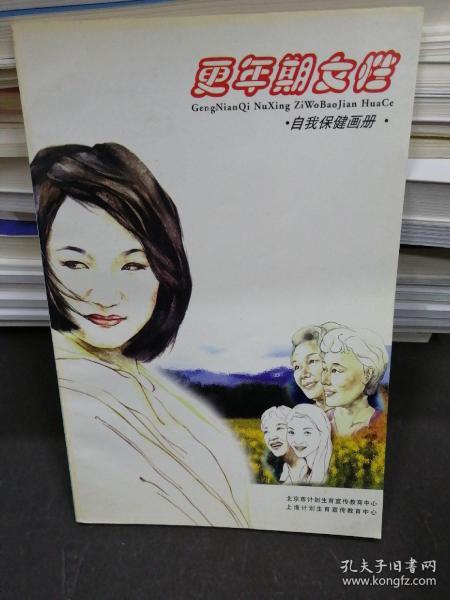 更年期女性
GengNianQi NuXing ZiWoBaoJian HuaCe
·自我保健画册·
北京市计划生育宣传教育中心
上海计划生育宣传教育中心
孔夫子旧书网
www.kongfz.com